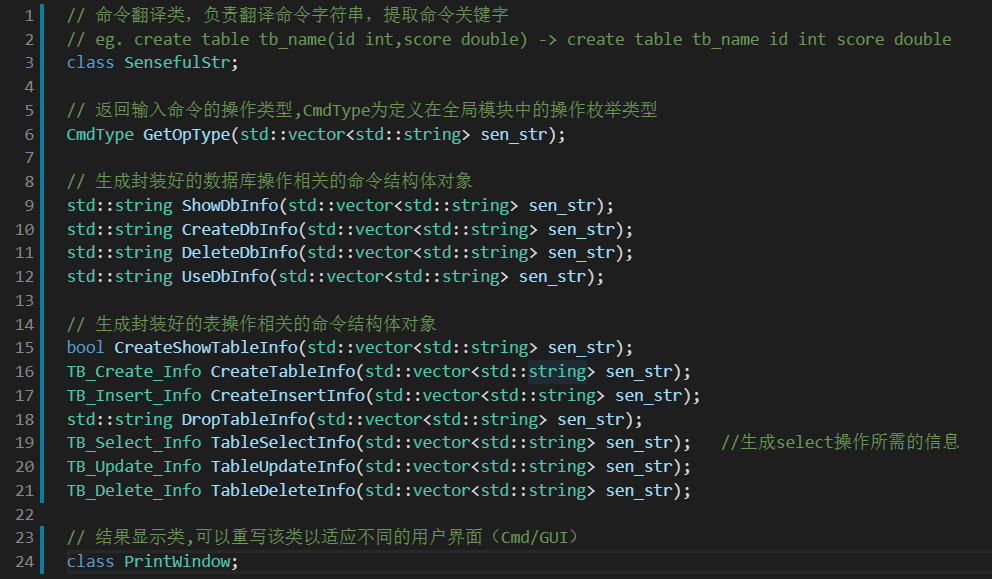 1 // 命令翻译类，负责翻译命令字符串，提取命令关键字
2 // eg. create table tb_name(id int,score double) -> create table tb_name id int score double
3 class SensefulStr;
4
5 // 返回输入命令的操作类型,CmdType为定义在全局模块中的操作枚举类型
6 CmdType GetOpType(std::vector<std::string> sen_str);
7
8 // 生成封装好的数据库操作相关的命令结构体对象
9 std::string ShowDbInfo(std::vector<std::string> sen_str);
10 std::string CreateDbInfo(std::vector<std::string> sen_str);
11 std::string DeleteDbInfo(std::vector<std::string> sen_str);
12 std::string UseDbInfo(std::vector<std::string> sen_str);
13
14 // 生成封装好的表操作相关的命令结构体对象
15 bool CreateShowTableInfo(std::vector<std::string> sen_str);
16 TB_Create_Info CreateTableInfo(std::vector<std::string> sen_str);
17 TB_Insert_Info CreateInsertInfo(std::vector<std::string> sen_str);
18 std::string DropTableInfo(std::vector<std::string> sen_str);
19 TB_Select_Info TableSelectInfo(std::vector<std::string> sen_str); //生成select操作所需的信息
20 TB_Update_Info TableUpdateInfo(std::vector<std::string> sen_str);
21 TB_Delete_Info TableDeleteInfo(std::vector<std::string> sen_str);
22
23 // 结果显示类,可以重写该类以适应不同的用户界面（Cmd/GUI）
24 class PrintWindow;